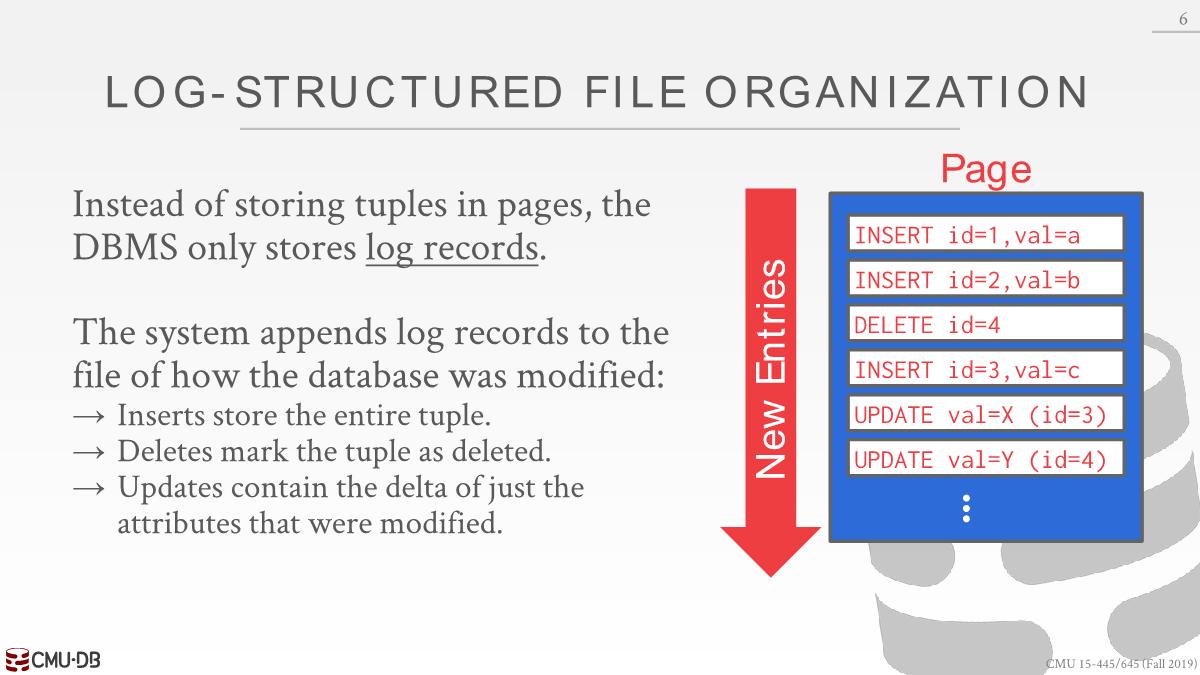 6
LOG-STRUCTURED FILE ORGANIZATION
Instead of storing tuples in pages, the
DBMS only stores log records.
The system appends log records to the
file of how the database was modified:
→ Inserts store the entire tuple.
→ Deletes mark the tuple as deleted.
→ Updates contain the delta of just the
attributes that were modified.
New Entries
Page
INSERT id=1,val=a
INSERT id=2,val=b
DELETE id=4
INSERT id=3,val=c
UPDATE val=X (id=3)
UPDATE val=Y (id=4)
⋮
CMU·DB
CMU 15-445/645 (Fall 2019)